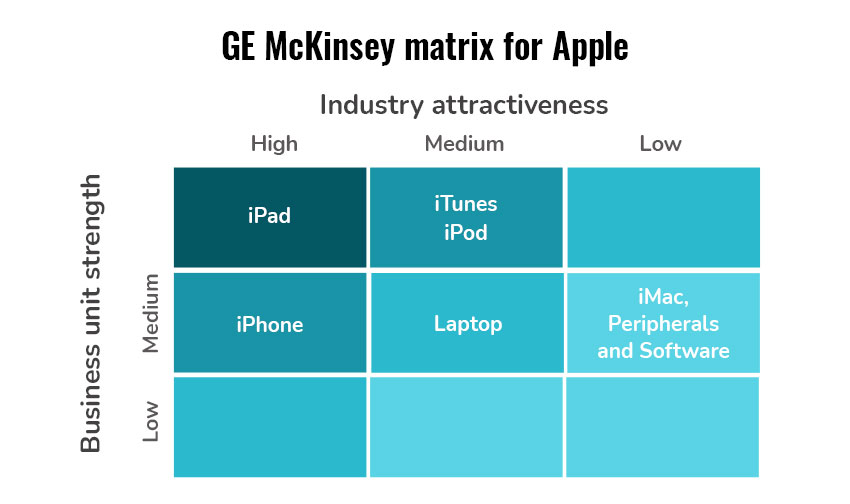 GE McKinsey matrix for Apple
Industry attractiveness
High Medium Low
Business unit strength
iPad
iTunes
iPod
Medium
iPhone
Laptop
iMac,
Peripherals
and Software
Low